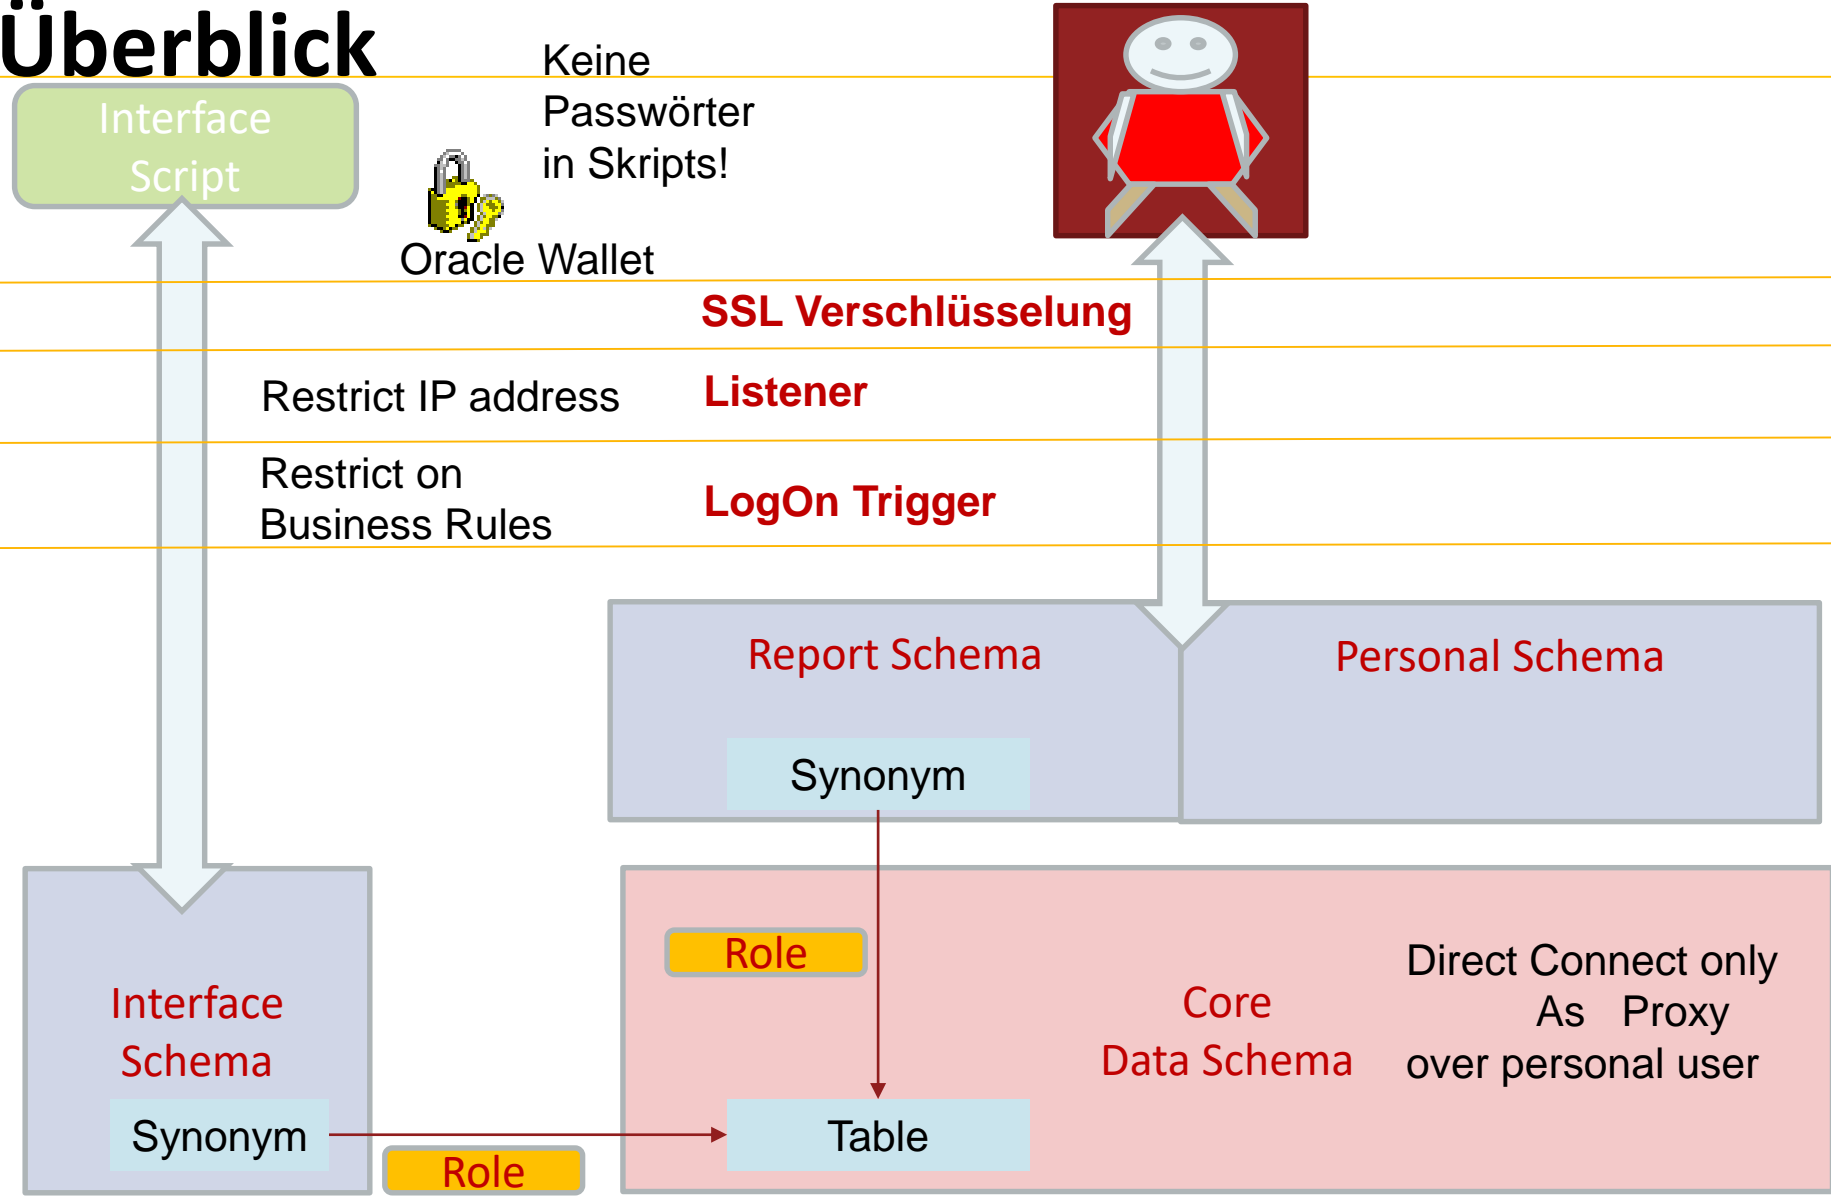 Überblick
Keine
Passwörter
in Skripts!
Interface
Script
Oracle Wallet
SSL Verschlüsselung
Restrict IP address
Listener
Restrict on
Business Rules
LogOn Trigger
Report Schema
Personal Schema
Synonym
Role
Direct Connect only
As Proxy
over personal user
Core
Data Schema
Interface
Schema
Synonym
Table
Role